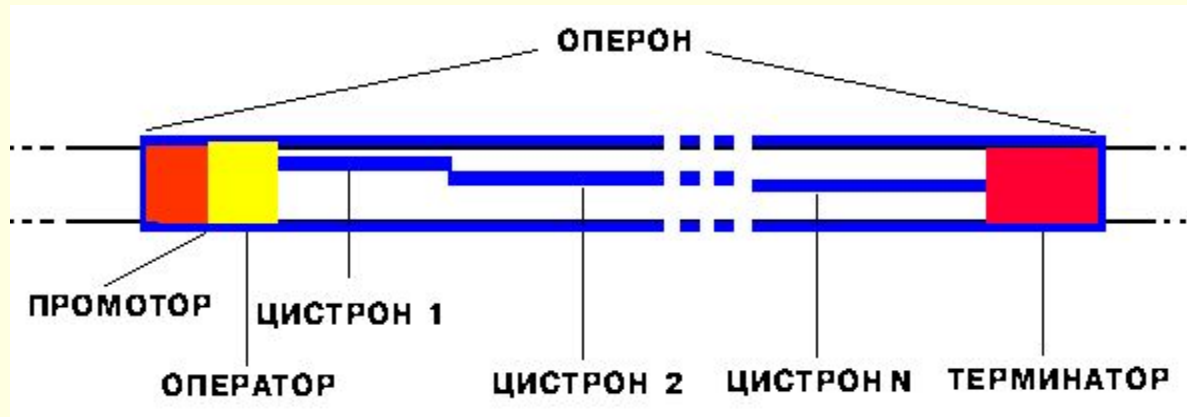 ОПЕРОН
ПРОМОТОР
ЦИСТРОН 1
ОПЕРАТОР
ЦИСТРОН 2
ЦИСТРОН N
ТЕРМИНАТОР